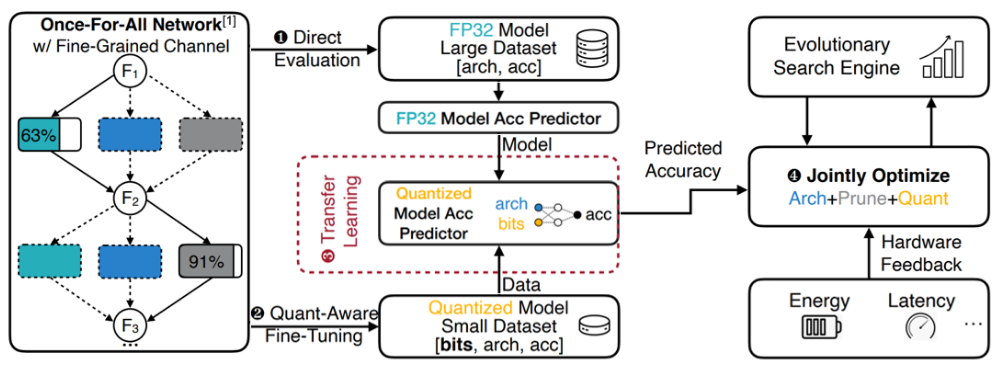 Once-For-All Network[1]
w/ Fine-Grained Channel
F1
63%
F2
91%
F3
...
❶ Direct
Evaluation
❷ Quant-Aware
Fine-Tuning
FP32 Model
Large Dataset
[arch, acc]
FP32 Model Acc Predictor
Model
❸ Transfer
Learning
Quantized
Model Acc
Predictor
arch
bits
acc
Data
Quantized Model
Small Dataset
[bits, arch, acc]
Predicted
Accuracy
Evolutionary
Search Engine
❹ Jointly Optimize
Arch+Prune+Quant
Hardware
Feedback
Energy
Latency
...